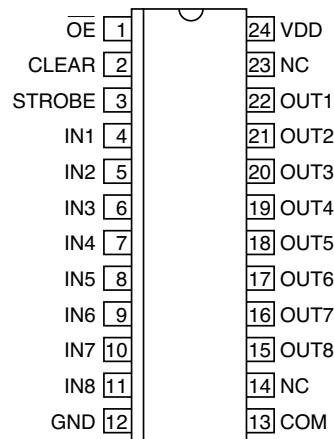 O̅E̅ 1 24 VDD
CLEAR 2 23 NC
STROBE 3 22 OUT1
IN1 4 21 OUT2
IN2 5 20 OUT3
IN3 6 19 OUT4
IN4 7 18 OUT5
IN5 8 17 OUT6
IN6 9 16 OUT7
IN7 10 15 OUT8
IN8 11 14 NC
GND 12 13 COM